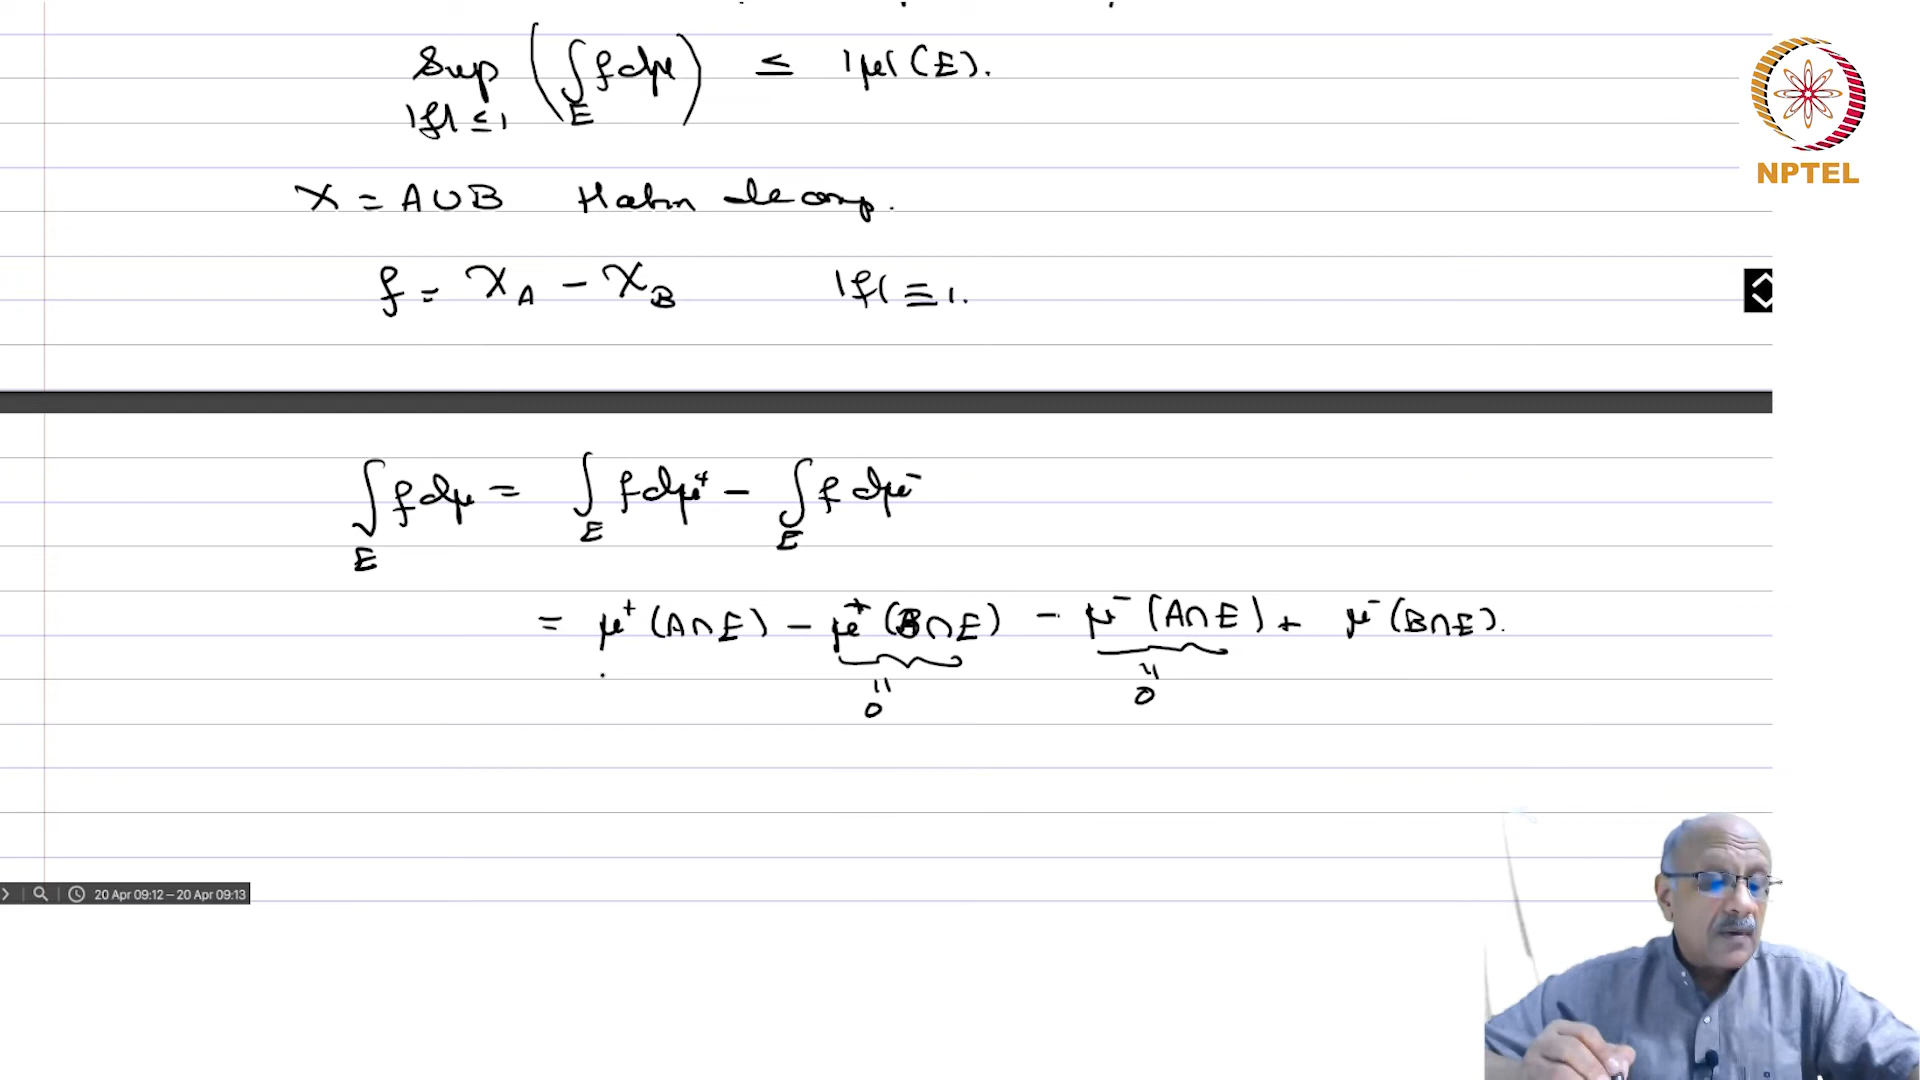 Sup ( ∫ f dμ ) ≤ |μ|(E).
|f| ≤ 1 E
X = A ∪ B Hahn decomp.
f = χ_A − χ_B |f| ≡ 1.
NPTEL
∫_E f dμ = ∫_E f dμ⁺ − ∫_E f dμ⁻
= μ⁺(A∩E) − μ⁺(B∩E) − μ⁻(A∩E) + μ⁻(B∩E).
" "
0 0
20 Apr 09:12 – 20 Apr 09:13